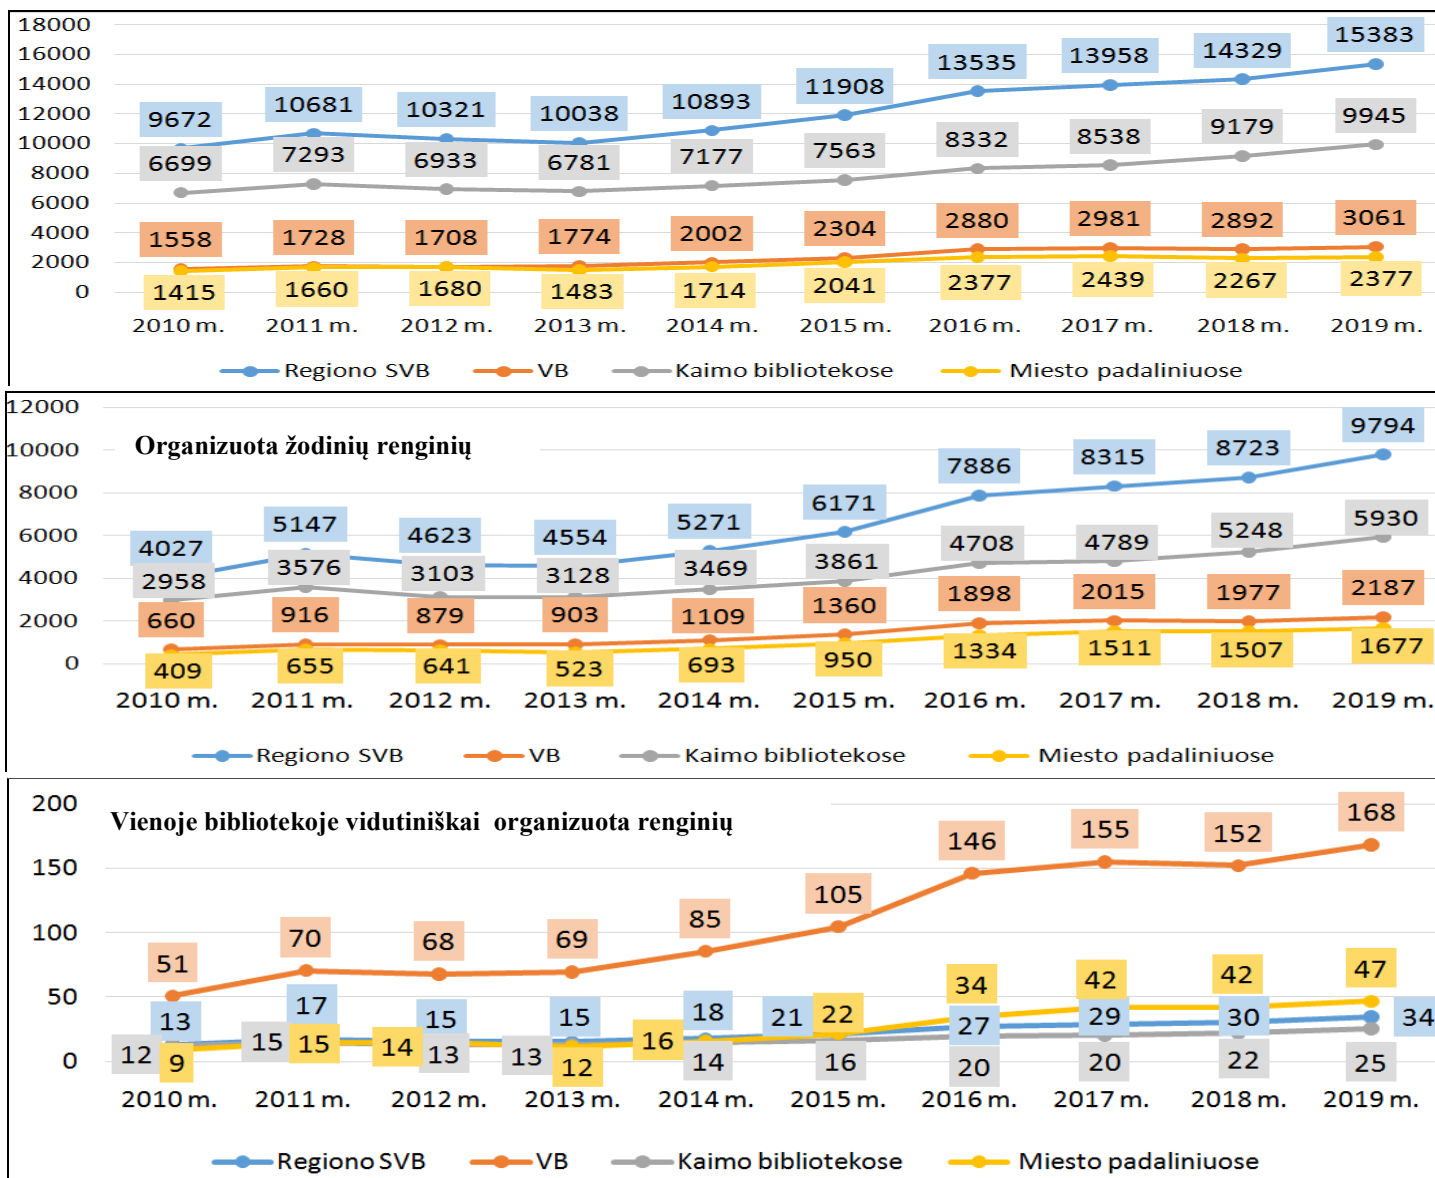 18000
16000
14000
12000
10000
8000
6000
4000
2000
0
9672 10681 10321 10038 10893 11908 13535 13958 14329 15383
6699 7293 6933 6781 7177 7563 8332 8538 9179 9945
1558 1728 1708 1774 2002 2304 2880 2981 2892 3061
1415 1660 1680 1483 1714 2041 2377 2439 2267 2377
2010 m. 2011 m. 2012 m. 2013 m. 2014 m. 2015 m. 2016 m. 2017 m. 2018 m. 2019 m.
Regiono SVB VB Kaimo bibliotekose Miesto padaliniuose
Organizuota žodinių renginių
12000
10000
8000
6000
4000
2000
0
4027 5147 4623 4554 5271 6171 7886 8315 8723 9794
2958 3576 3103 3128 3469 3861 4708 4789 5248 5930
660 916 879 903 1109 1360 1898 2015 1977 2187
409 655 641 523 693 950 1334 1511 1507 1677
2010 m. 2011 m. 2012 m. 2013 m. 2014 m. 2015 m. 2016 m. 2017 m. 2018 m. 2019 m.
Regiono SVB VB Kaimo bibliotekose Miesto padaliniuose
Vienoje bibliotekoje vidutiniškai organizuota renginių
200
150
100
50
0
51 70 68 69 85 105 146 155 152 168
13 17 15 15 18 21 27 29 30 34
12 15 13 13 14 16 20 20 22 25
9 15 14 12 16 22 34 42 42 47
2010 m. 2011 m. 2012 m. 2013 m. 2014 m. 2015 m. 2016 m. 2017 m. 2018 m. 2019 m.
Regiono SVB VB Kaimo bibliotekose Miesto padaliniuose